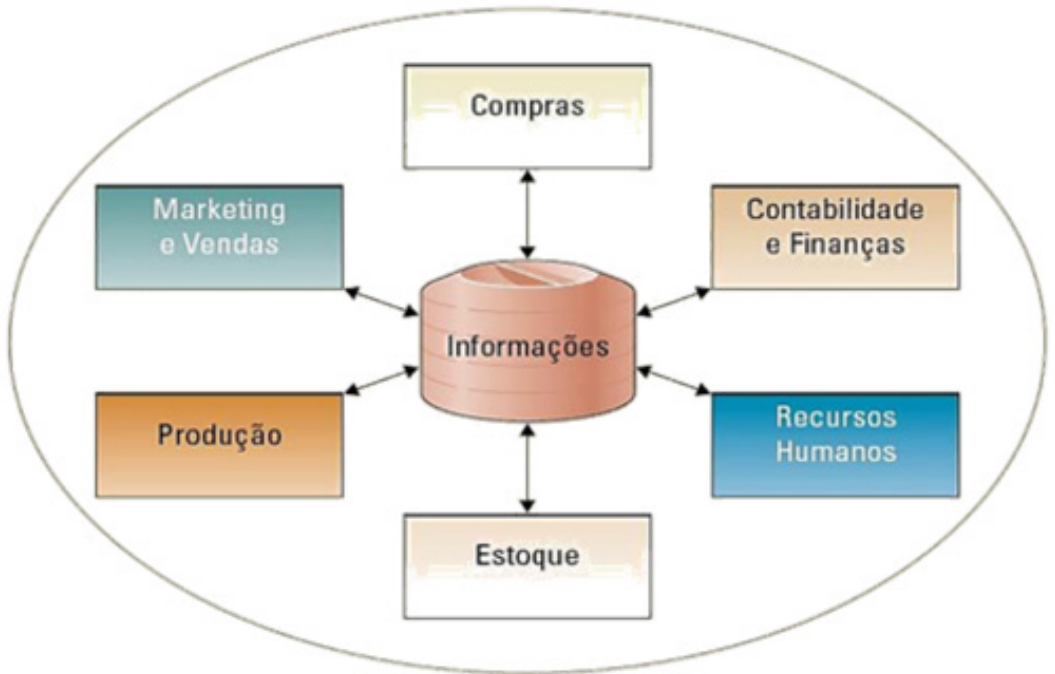 Compras
Marketing
e Vendas
Contabilidade
e Finanças
Informações
Produção
Recursos
Humanos
Estoque